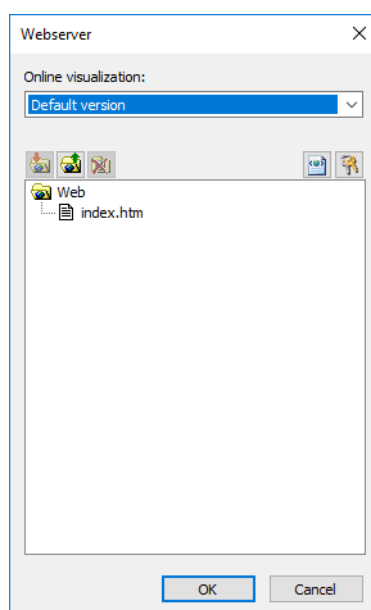 Webserver
Online visualization:
Default version
Web
index.htm
OK
Cancel